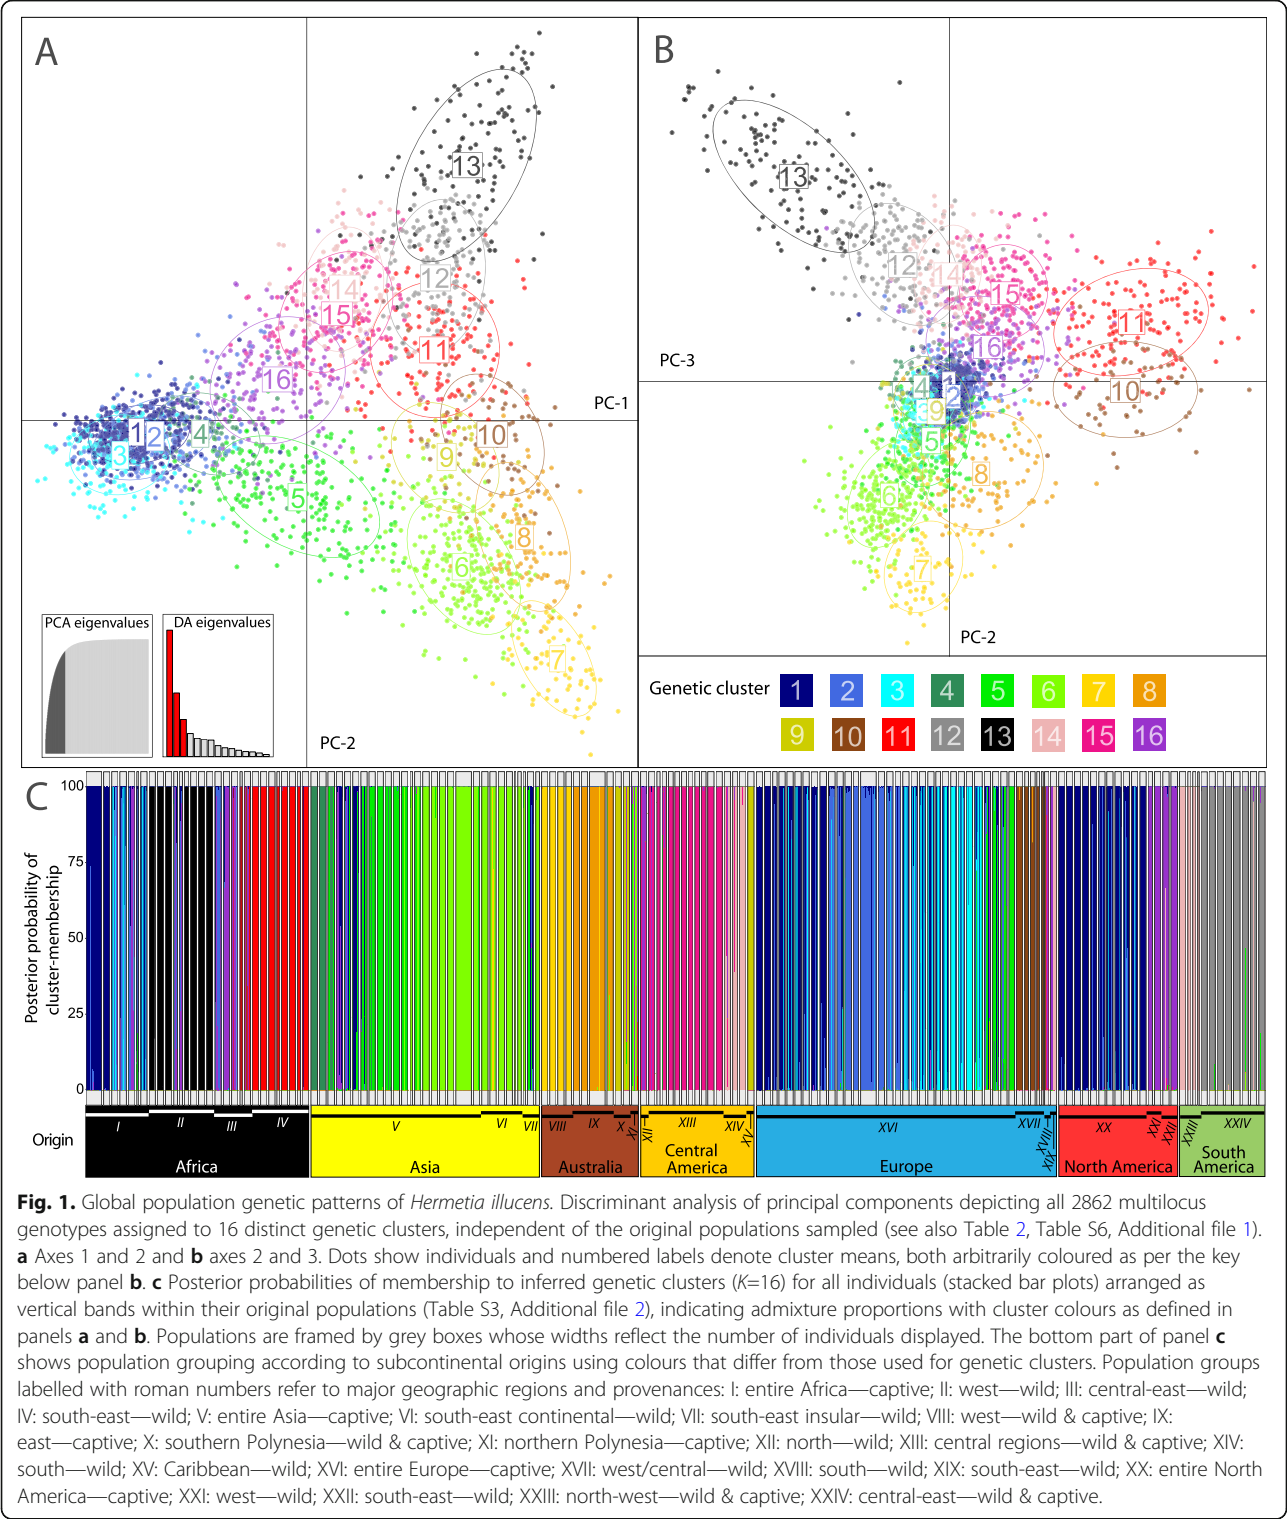 A
B
13
12
14
15
11
16
1
2
3
4
5
9
10
8
6
7
PC-1
PC-2
PCA eigenvalues
DA eigenvalues
13
12
14
15
11
16
10
4
1
2
3
9
5
8
6
7
PC-3
PC-2
Genetic cluster 1 2 3 4 5 6 7 8
9 10 11 12 13 14 15 16
C
100
75
50
25
0
Posterior probability of
cluster-membership
Origin
I II III IV V VI VII VIII IX X XI XII XIII XIV XV XVI XVII XVIII XIX XX XXI XXII XXIII XXIV
Africa Asia Australia Central America Europe North America South America
Fig. 1. Global population genetic patterns of Hermetia illucens. Discriminant analysis of principal components depicting all 2862 multilocus
genotypes assigned to 16 distinct genetic clusters, independent of the original populations sampled (see also Table 2, Table S6, Additional file 1).
a Axes 1 and 2 and b axes 2 and 3. Dots show individuals and numbered labels denote cluster means, both arbitrarily coloured as per the key
below panel b. c Posterior probabilities of membership to inferred genetic clusters (K=16) for all individuals (stacked bar plots) arranged as
vertical bands within their original populations (Table S3, Additional file 2), indicating admixture proportions with cluster colours as defined in
panels a and b. Populations are framed by grey boxes whose widths reflect the number of individuals displayed. The bottom part of panel c
shows population grouping according to subcontinental origins using colours that differ from those used for genetic clusters. Population groups
labelled with roman numbers refer to major geographic regions and provenances: I: entire Africa—captive; II: west—wild; III: central-east—wild;
IV: south-east—wild; V: entire Asia—captive; VI: south-east continental—wild; VII: south-east insular—wild; VIII: west—wild & captive; IX:
east—captive; X: southern Polynesia—wild & captive; XI: northern Polynesia—captive; XII: north—wild; XIII: central regions—wild & captive; XIV:
south—wild; XV: Caribbean—wild; XVI: entire Europe—captive; XVII: west/central—wild; XVIII: south—wild; XIX: south-east—wild; XX: entire North
America—captive; XXI: west—wild; XXII: south-east—wild; XXIII: north-west—wild & captive; XXIV: central-east—wild & captive.